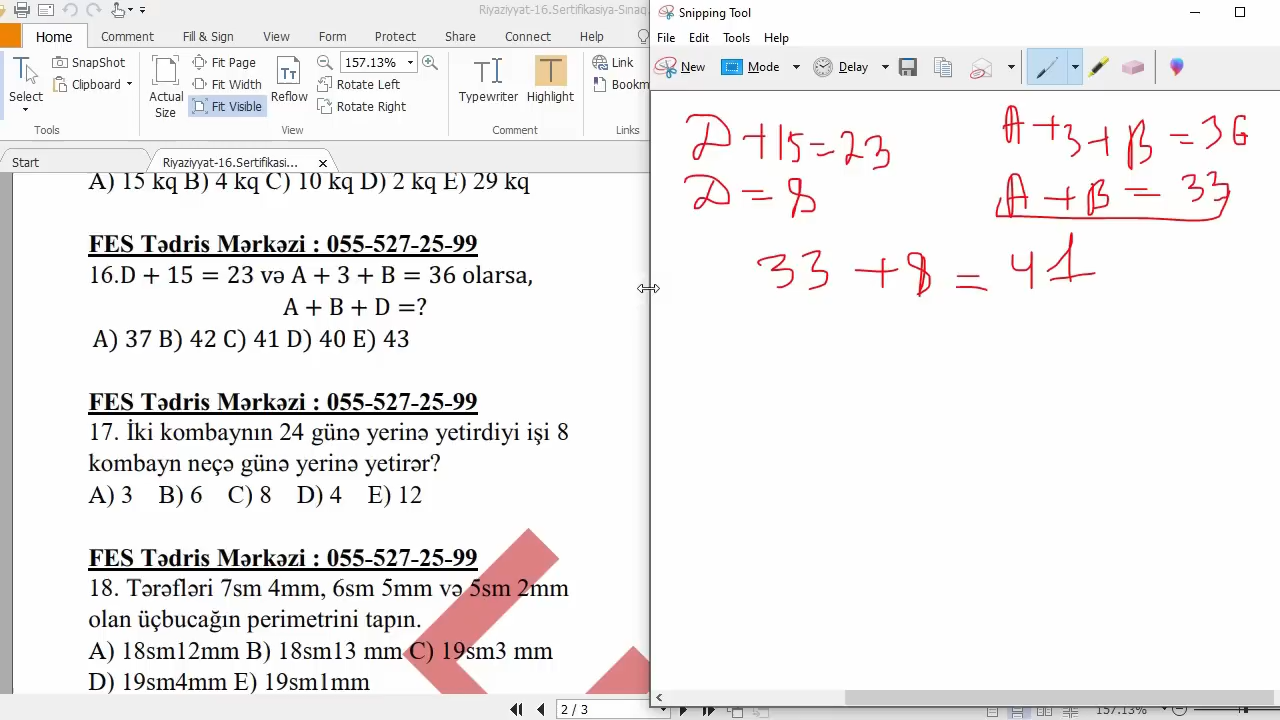 Riyaziyyat-16.Sertifikasiya-Sınaq
Home Comment Fill & Sign View Form Protect Share Connect Help
SnapShot
Clipboard
Select
Tools
Actual Size
Fit Page
Fit Width
Fit Visible
Reflow
157.13%
Rotate Left
Rotate Right
View
Typewriter Highlight
Comment
Link
Bookm
Links
Start Riyaziyyat-16.Sertifikasi... ×
A) 15 kq B) 4 kq C) 10 kq D) 2 kq E) 29 kq
FES Tədris Mərkəzi : 055-527-25-99
16.D + 15 = 23 və A + 3 + B = 36 olarsa,
A + B + D =?
A) 37 B) 42 C) 41 D) 40 E) 43
FES Tədris Mərkəzi : 055-527-25-99
17. İki kombaynın 24 günə yerinə yetirdiyi işi 8
kombayn neçə günə yerinə yetirər?
A) 3 B) 6 C) 8 D) 4 E) 12
FES Tədris Mərkəzi : 055-527-25-99
18. Tərəfləri 7sm 4mm, 6sm 5mm və 5sm 2mm
olan üçbucağın perimetrini tapın.
A) 18sm12mm B) 18sm13 mm C) 19sm3 mm
D) 19sm4mm E) 19sm1mm
2 / 3
157.13%
Snipping Tool
File Edit Tools Help
New Mode Delay
D + 15 = 23
D = 8
A + 3 + B = 36
A + B = 33
33 + 8 = 41